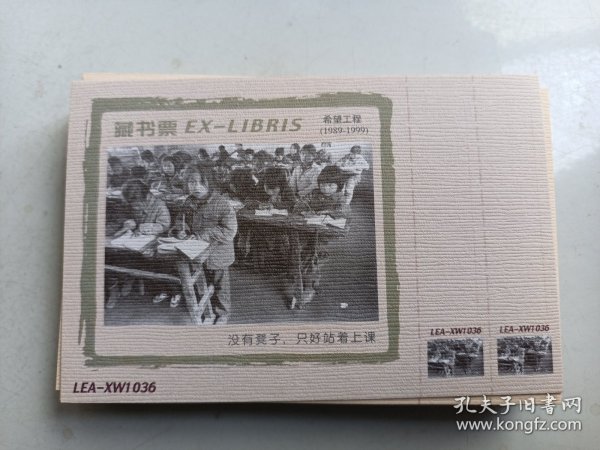 藏书票 EX-LIBRIS
希望工程
(1989-1999)
没有凳子，只好站着上课
LEA-XW1036
LEA-XW1036
LEA-XW1036
孔夫子旧书网
www.kongfz.com